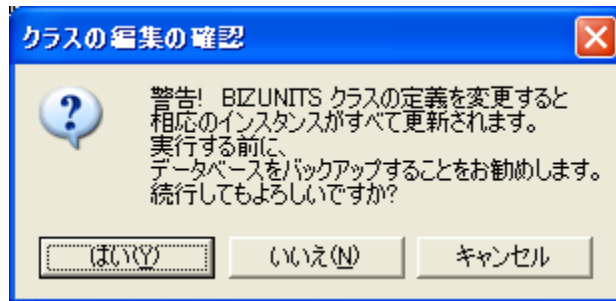 クラスの編集の確認
警告! BIZUNITS クラスの定義を変更すると
相応のインスタンスがすべて更新されます。
実行する前に、
データベースをバックアップすることをお勧めします。
続行してもよろしいですか?
はい(Y) いいえ(N) キャンセル